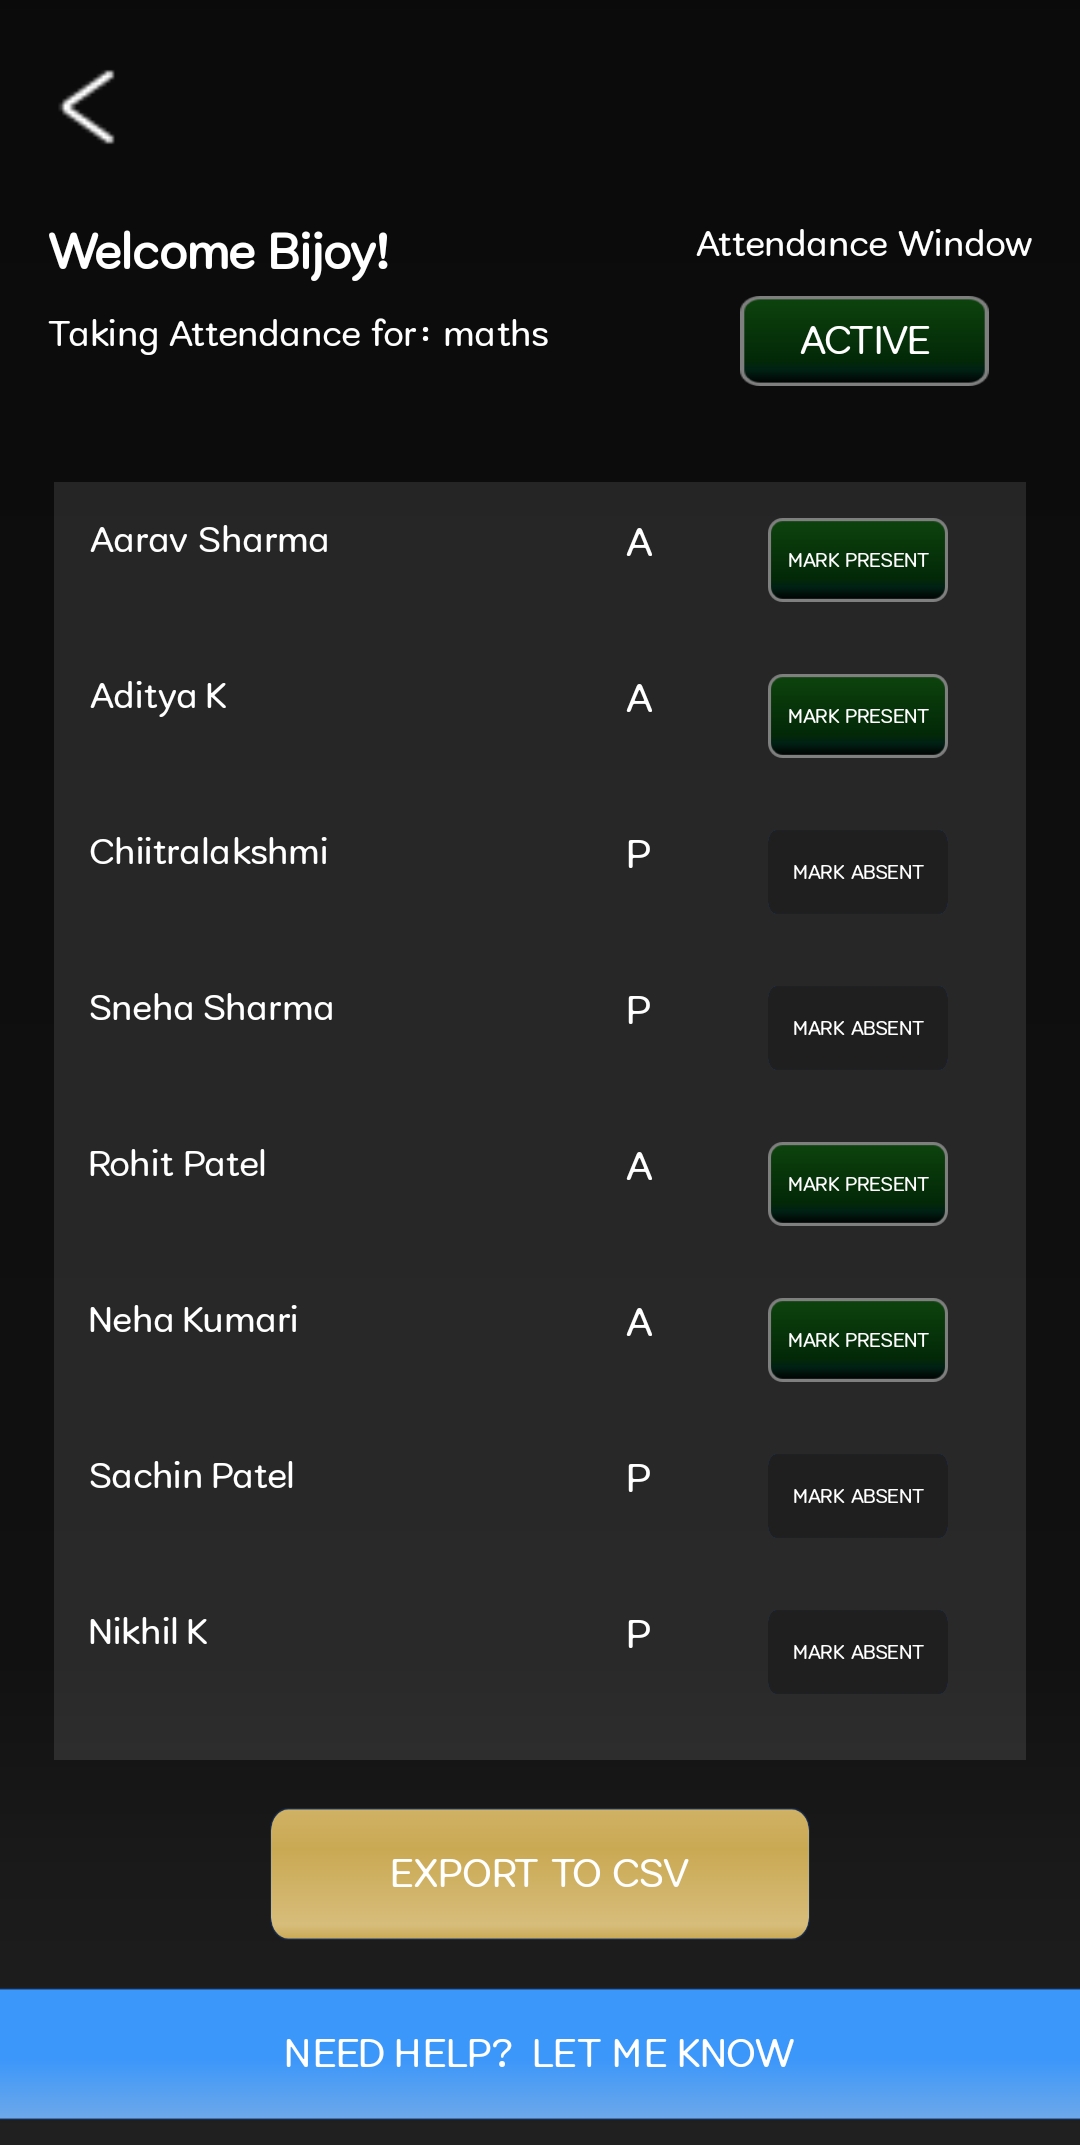 Welcome Bijoy!
Attendance Window
Taking Attendance for: maths
ACTIVE
Aarav Sharma A MARK PRESENT
Aditya K A MARK PRESENT
Chiitralakshmi P MARK ABSENT
Sneha Sharma P MARK ABSENT
Rohit Patel A MARK PRESENT
Neha Kumari A MARK PRESENT
Sachin Patel P MARK ABSENT
Nikhil K P MARK ABSENT
EXPORT TO CSV
NEED HELP? LET ME KNOW